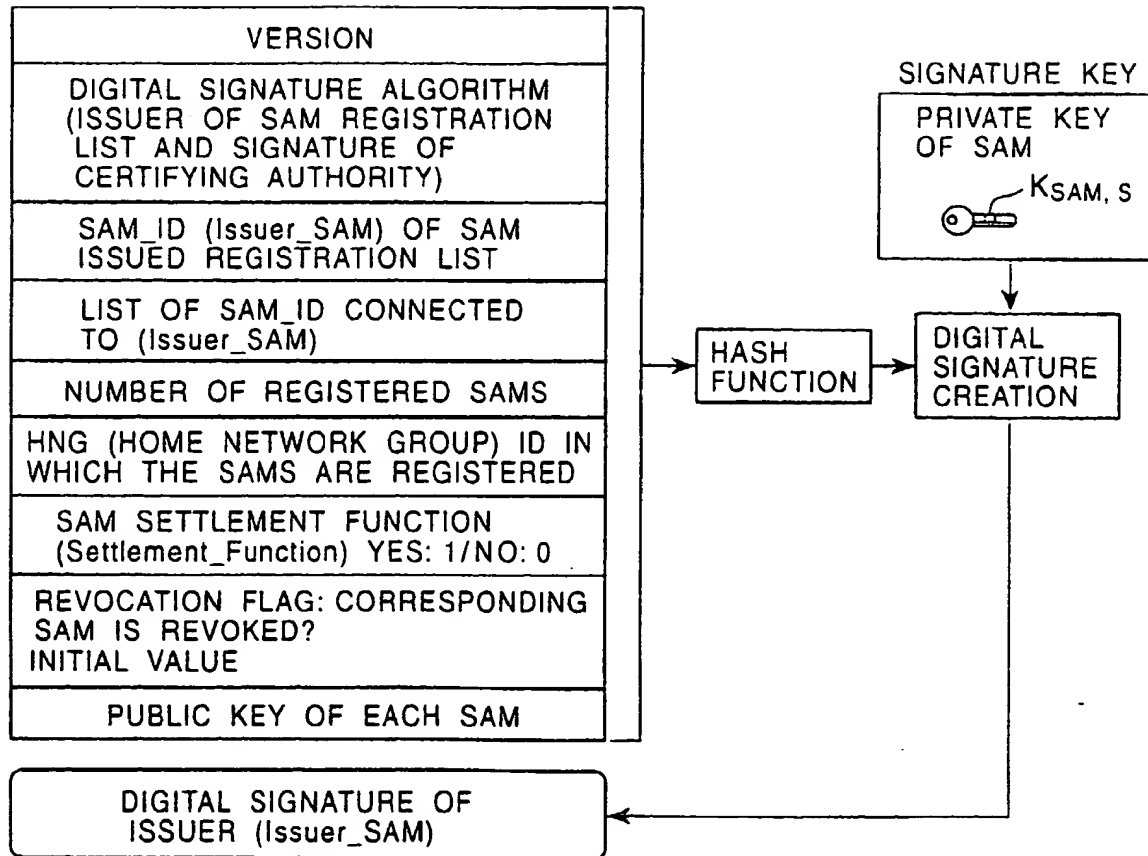 VERSION
DIGITAL SIGNATURE ALGORITHM
(ISSUER OF SAM REGISTRATION
LIST AND SIGNATURE OF
CERTIFYING AUTHORITY)
SAM_ID (Issuer_SAM) OF SAM
ISSUED REGISTRATION LIST
LIST OF SAM_ID CONNECTED
TO (Issuer_SAM)
NUMBER OF REGISTERED SAMS
HNG (HOME NETWORK GROUP) ID IN
WHICH THE SAMS ARE REGISTERED
SAM SETTLEMENT FUNCTION
(Settlement_Function) YES: 1/NO: 0
REVOCATION FLAG: CORRESPONDING
SAM IS REVOKED?
INITIAL VALUE
PUBLIC KEY OF EACH SAM
HASH
FUNCTION
SIGNATURE KEY
PRIVATE KEY
OF SAM
KSAM, S
DIGITAL
SIGNATURE
CREATION
DIGITAL SIGNATURE OF
ISSUER (Issuer_SAM)